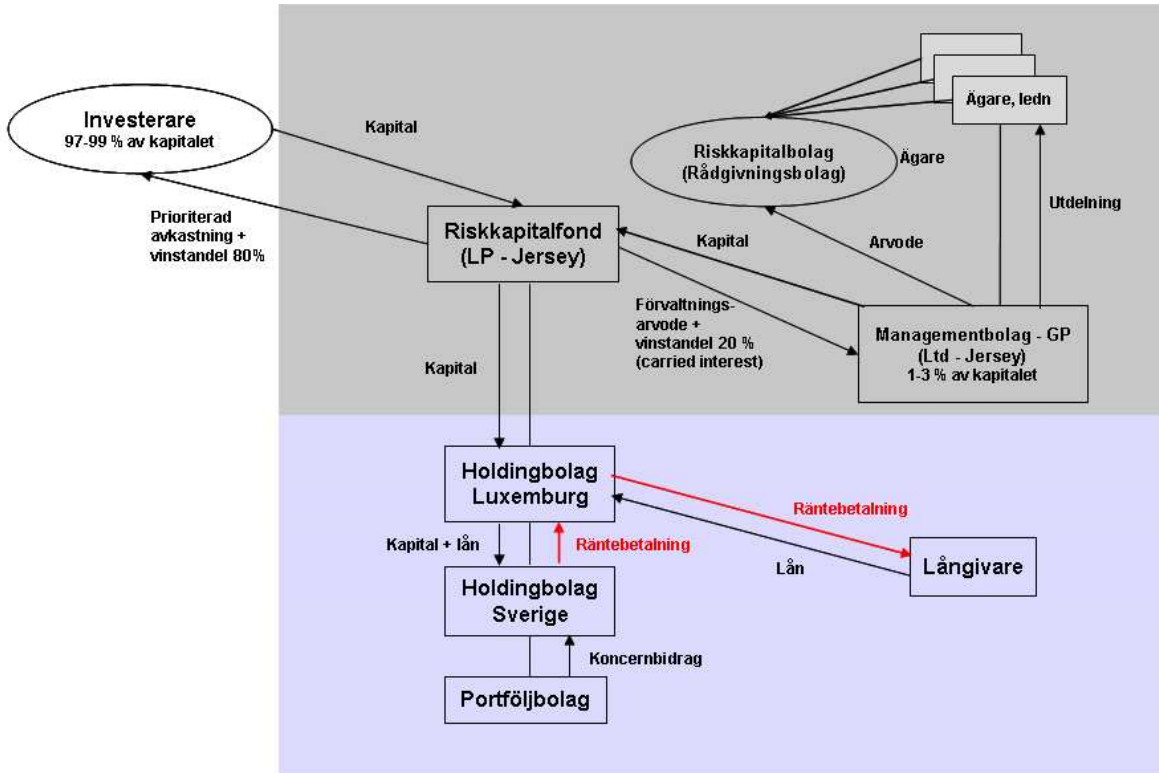 Ägare, ledn
Investerare
97-99 % av kapitalet
Kapital
Riskkapitalbolag
(Rådgivningsbolag)
Ägare
Utdelning
Prioriterad
avkastning +
vinstandel 80%
Riskkapitalfond
(LP - Jersey)
Kapital
Arvode
Förvaltnings-
arvode +
vinstandel 20 %
(carried interest)
Managementbolag - GP
(Ltd - Jersey)
1-3 % av kapitalet
Kapital
Holdingbolag
Luxemburg
Räntebetalning
Kapital + lån
Räntebetalning
Lån
Långivare
Holdingbolag
Sverige
Koncernbidrag
Portföljbolag